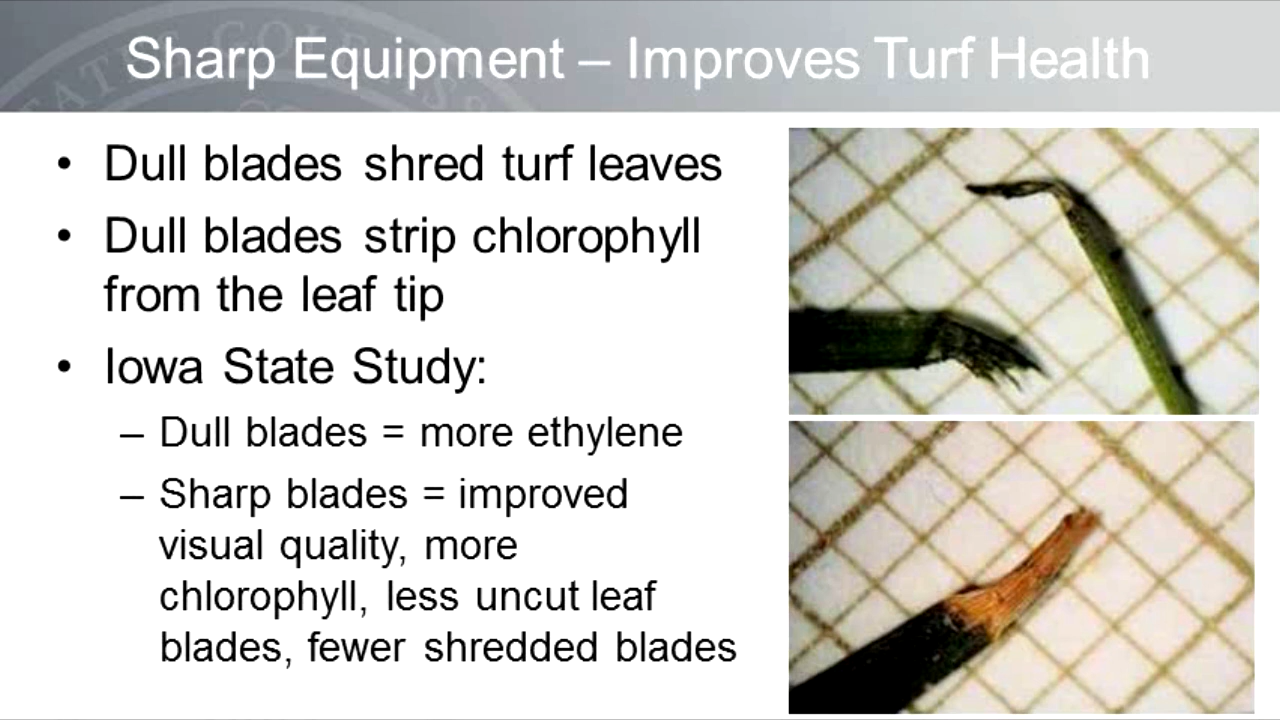 Sharp Equipment – Improves Turf Health
• Dull blades shred turf leaves
• Dull blades strip chlorophyll
from the leaf tip
• Iowa State Study:
– Dull blades = more ethylene
– Sharp blades = improved
visual quality, more
chlorophyll, less uncut leaf
blades, fewer shredded blades